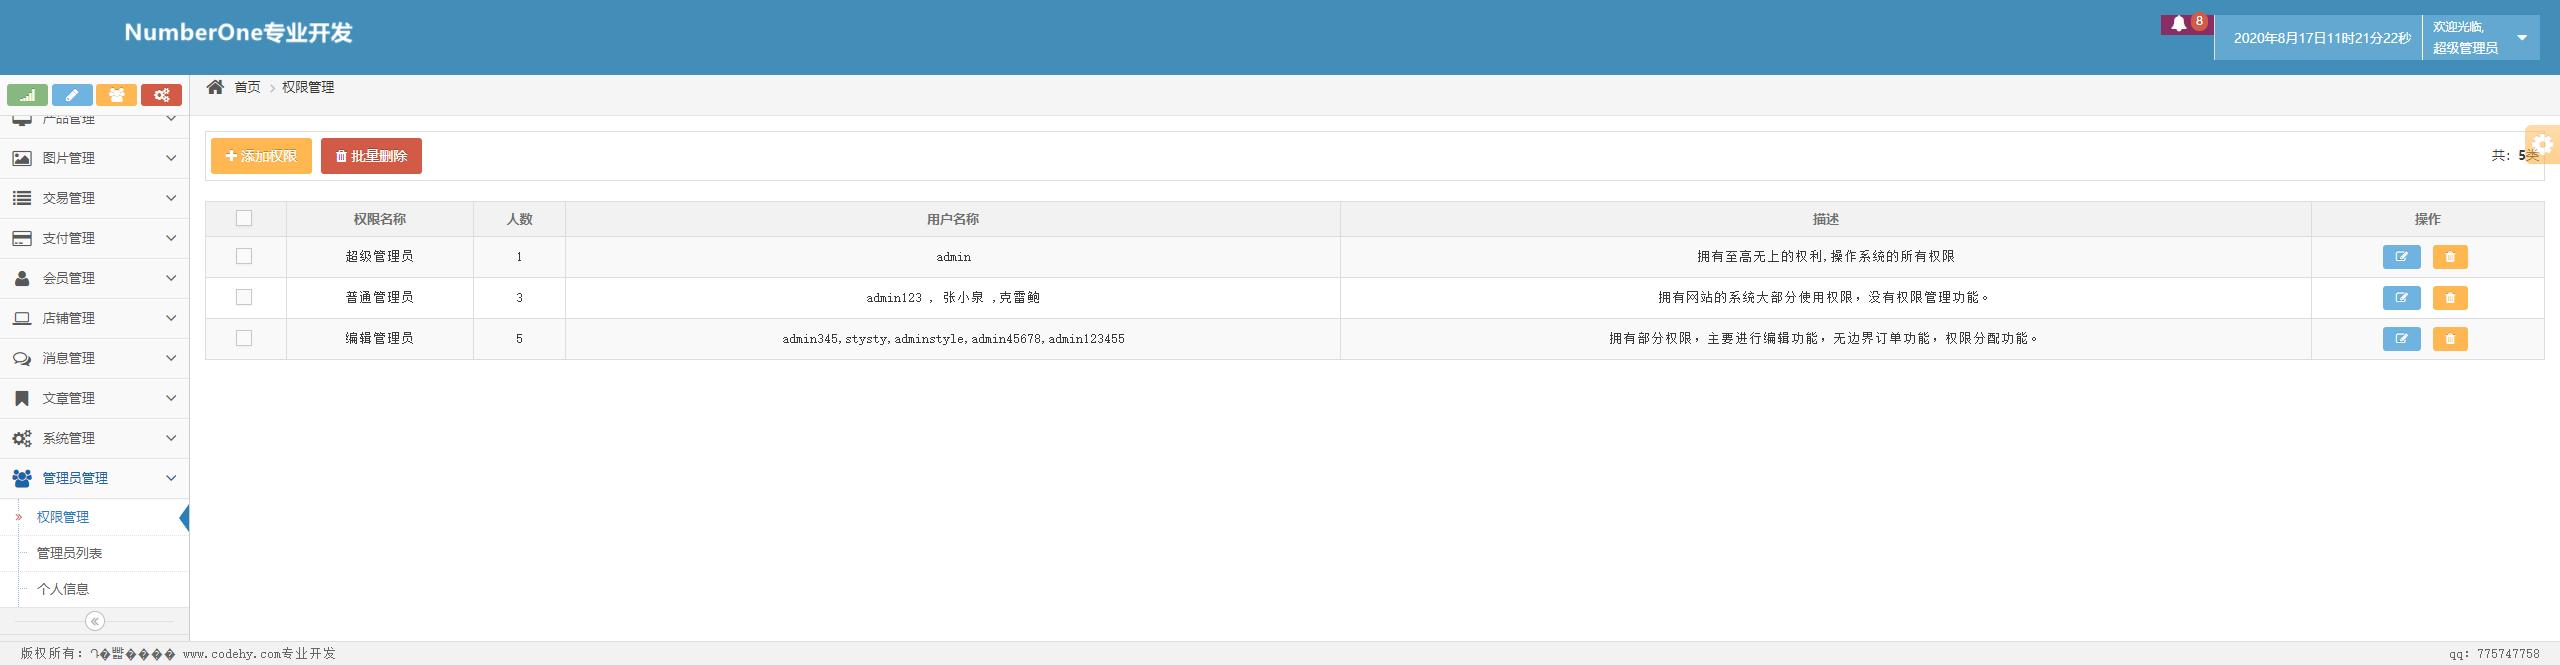 NumberOne专业开发
8
2020年8月17日11时21分22秒
欢迎光临,
超级管理员
首页
权限管理
产品管理
图片管理
交易管理
支付管理
会员管理
店铺管理
消息管理
文章管理
系统管理
管理员管理
权限管理
管理员列表
个人信息
添加权限
批量删除
共：5类
权限名称 人数 用户名称 描述 操作
超级管理员 1 admin 拥有至高无上的权利,操作系统的所有权限
普通管理员 3 admin123 , 张小泉 ,克雷鲍 拥有网站的系统大部分使用权限，没有权限管理功能。
编辑管理员 5 admin345,stysty,adminstyle,admin45678,admin123455 拥有部分权限，主要进行编辑功能，无边界订单功能，权限分配功能。
版权所有： www.codehy.com专业开发
qq: 775747758